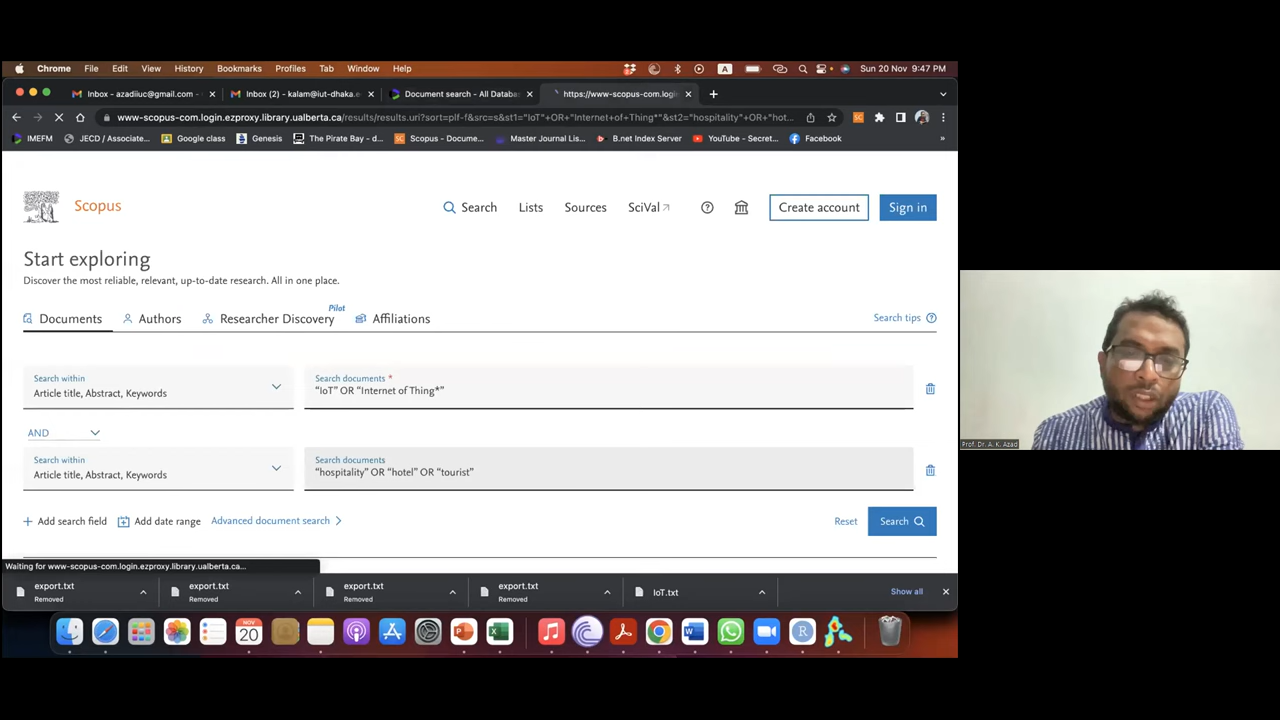 Chrome File Edit View History Bookmarks Profiles Tab Window Help A Sun 20 Nov 9:47 PM
Inbox - azadiiuc@gmail.com - Inbox (2) - kalam@iut-dhaka.e Document search - All Databas https://www-scopus-com.login
www-scopus-com.login.ezproxy.library.ualberta.ca/results/results.uri?sort=plf-f&src=s&st1="IoT"+OR+"Internet+of+Thing*"&st2="hospitality"+OR+"hot... SC
IMEFM JECD / Associate... Google class Genesis The Pirate Bay - d... SC Scopus - Docume... Master Journal Lis... B.net Index Server YouTube - Secret... Facebook »
Scopus
Search Lists Sources SciVal ? Create account Sign in
Start exploring
Discover the most reliable, relevant, up-to-date research. All in one place.
Pilot
Documents Authors Researcher Discovery Affiliations Search tips ?
Search within Search documents *
Article title, Abstract, Keywords "IoT" OR "Internet of Thing*"
AND
Search within Search documents
Article title, Abstract, Keywords "hospitality" OR "hotel" OR "tourist"
Add search field Add date range Advanced document search Reset Search
Waiting for www-scopus-com.login.ezproxy.library.ualberta.ca...
export.txt export.txt export.txt export.txt IoT.txt Show all
Removed Removed Removed Removed
NOV
20 P X W R
Prof. Dr. A. K. Azad